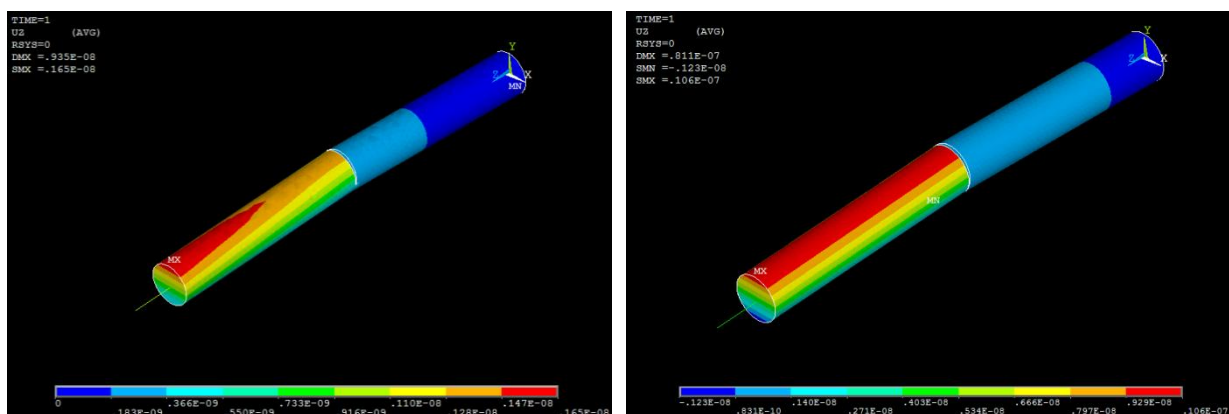 TIME=1
UZ (AVG)
RSYS=0
DMX =.935E-08
SMX =.165E-08
Y
Z X
MN
MX
0 .366E-09 .733E-09 .110E-08 .147E-08
.183E-09 .550E-09 .916E-09 .128E-08 .165E-08
TIME=1
UZ (AVG)
RSYS=0
DMX =.811E-07
SMN =-.123E-08
SMX =.106E-07
Y
Z X
MN
MX
-.123E-08 .140E-08 .403E-08 .666E-08 .929E-08
.831E-10 .271E-08 .534E-08 .797E-08 .106E-07